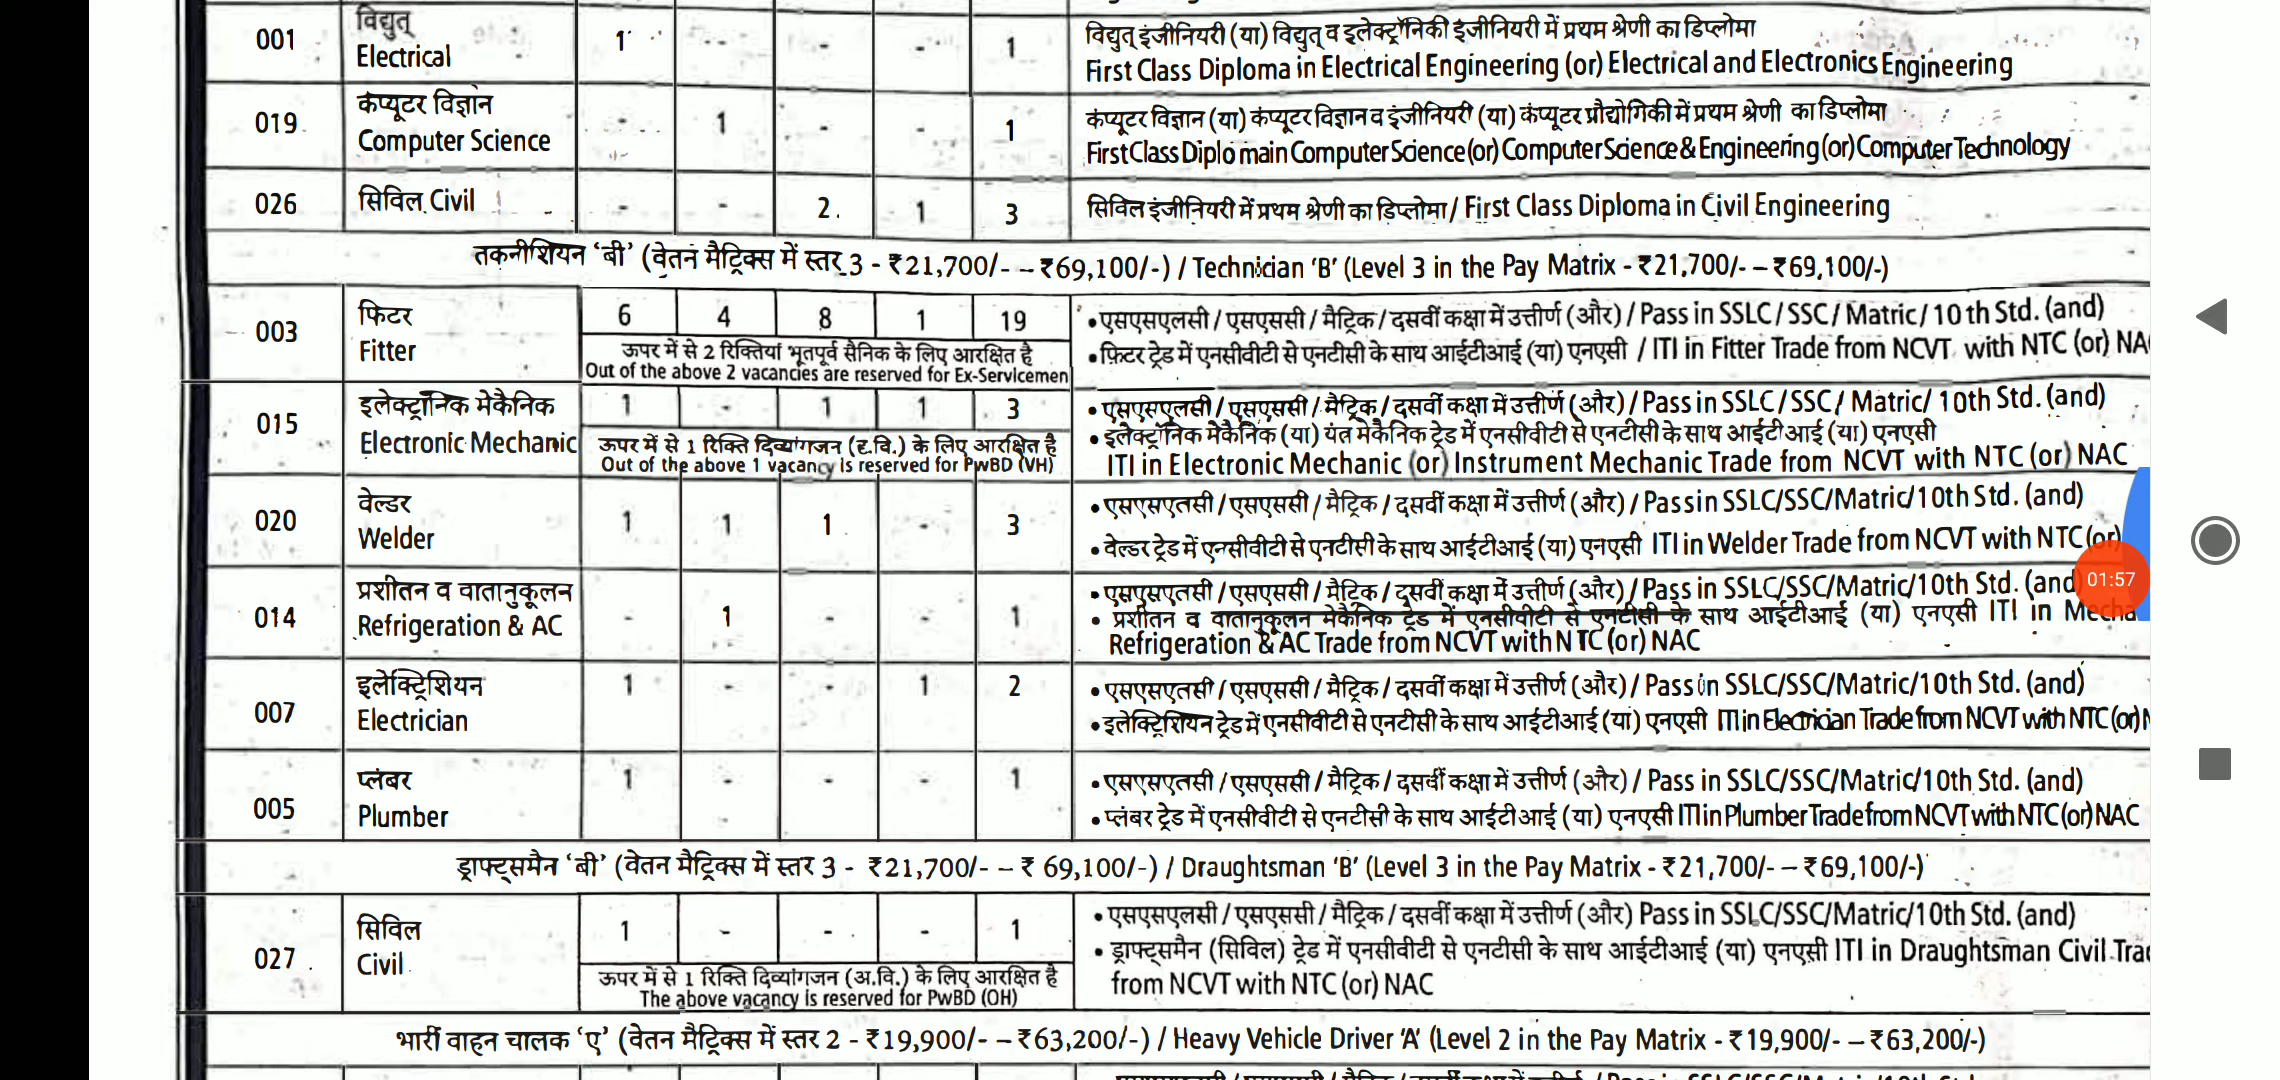 001 विद्युत् 1 - - - 1 विद्युत् इंजीनियरी (या) विद्युत् व इलेक्ट्रॉनिकी इंजीनियरी में प्रथम श्रेणी का डिप्लोमा
Electrical First Class Diploma in Electrical Engineering (or) Electrical and Electronics Engineering
019 कंप्यूटर विज्ञान - 1 - - 1 कंप्यूटर विज्ञान (या) कंप्यूटर विज्ञान व इंजीनियरी (या) कंप्यूटर प्रौद्योगिकी में प्रथम श्रेणी का डिप्लोमा
Computer Science First Class Diploma in Computer Science (or) Computer Science & Engineering (or) Computer Technology
026 सिविल Civil - - 2 1 3 सिविल इंजीनियरी में प्रथम श्रेणी का डिप्लोमा / First Class Diploma in Civil Engineering
तकनीशियन ‘बी’ (वेतन मैट्रिक्स में स्तर 3 - ₹21,700/- – ₹69,100/-) / Technician ‘B’ (Level 3 in the Pay Matrix - ₹21,700/- – ₹69,100/-)
003 फिटर 6 4 8 1 19 • एसएसएलसी / एसएससी / मैट्रिक / दसवीं कक्षा में उत्तीर्ण (और) / Pass in SSLC / SSC / Matric / 10 th Std. (and)
Fitter ऊपर में से 2 रिक्तियां भूतपूर्व सैनिक के लिए आरक्षित है • फ़िटर ट्रेड में एनसीवीटी से एनटीसी के साथ आईटीआई (या) एनएसी / ITI in Fitter Trade from NCVT with NTC (or) NA
Out of the above 2 vacancies are reserved for Ex-Servicemen
015 इलेक्ट्रॉनिक मेकैनिक 1 - 1 1 3 • एसएसएलसी / एसएससी / मैट्रिक / दसवीं कक्षा में उत्तीर्ण (और) / Pass in SSLC / SSC / Matric / 10th Std. (and)
Electronic Mechanic ऊपर में से 1 रिक्ति दिव्यांगजन (दृ.वि.) के लिए आरक्षित है • इलेक्ट्रॉनिक मेकैनिक (या) यंत्र मेकैनिक ट्रेड में एनसीवीटी से एनटीसी के साथ आईटीआई (या) एनएसी
Out of the above 1 vacancy is reserved for PwBD (VH) ITI in Electronic Mechanic (or) Instrument Mechanic Trade from NCVT with NTC (or) NAC
020 वेल्डर 1 1 1 - 3 • एसएसएलसी / एसएससी / मैट्रिक / दसवीं कक्षा में उत्तीर्ण (और) / Pass in SSLC/SSC/Matric/10th Std. (and)
Welder • वेल्डर ट्रेड में एनसीवीटी से एनटीसी के साथ आईटीआई (या) एनएसी ITI in Welder Trade from NCVT with NTC (or)
01:57
014 प्रशीतन व वातानुकूलन - 1 - - 1 • एसएसएलसी / एसएससी / मैट्रिक / दसवीं कक्षा में उत्तीर्ण (और) / Pass in SSLC/SSC/Matric/10th Std. (and
Refrigeration & AC • प्रशीतन व वातानुकूलन मेकैनिक ट्रेड में एनसीवीटी से एनटीसी के साथ आईटीआई (या) एनएसी ITI in Mecha
Refrigeration & AC Trade from NCVT with NTC (or) NAC
007 इलेक्ट्रिशियन 1 - - 1 2 • एसएसएलसी / एसएससी / मैट्रिक / दसवीं कक्षा में उत्तीर्ण (और) / Pass in SSLC/SSC/Matric/10th Std. (and)
Electrician • इलेक्ट्रिशियन ट्रेड में एनसीवीटी से एनटीसी के साथ आईटीआई (या) एनएसी ITI in Electrician Trade from NCVT with NTC (or) N
005 प्लंबर 1 - - - 1 • एसएसएलसी / एसएससी / मैट्रिक / दसवीं कक्षा में उत्तीर्ण (और) / Pass in SSLC/SSC/Matric/10th Std. (and)
Plumber • प्लंबर ट्रेड में एनसीवीटी से एनटीसी के साथ आईटीआई (या) एनएसी ITI in Plumber Trade from NCVT with NTC (or) NAC
ड्राफ्ट्समैन ‘बी’ (वेतन मैट्रिक्स में स्तर 3 - ₹21,700/- – ₹ 69,100/-) / Draughtsman ‘B’ (Level 3 in the Pay Matrix - ₹21,700/- – ₹69,100/-)
027 सिविल 1 - - - 1 • एसएसएलसी / एसएससी / मैट्रिक / दसवीं कक्षा में उत्तीर्ण (और) Pass in SSLC/SSC/Matric/10th Std. (and)
Civil • ड्राफ्ट्समैन (सिविल) ट्रेड में एनसीवीटी से एनटीसी के साथ आईटीआई (या) एनएसी ITI in Draughtsman Civil Trad
ऊपर में से 1 रिक्ति दिव्यांगजन (अ.वि.) के लिए आरक्षित है from NCVT with NTC (or) NAC
The above vacancy is reserved for PwBD (OH)
भारी वाहन चालक ‘ए’ (वेतन मैट्रिक्स में स्तर 2 - ₹19,900/- – ₹63,200/-) / Heavy Vehicle Driver ‘A’ (Level 2 in the Pay Matrix - ₹19,900/- – ₹63,200/-)